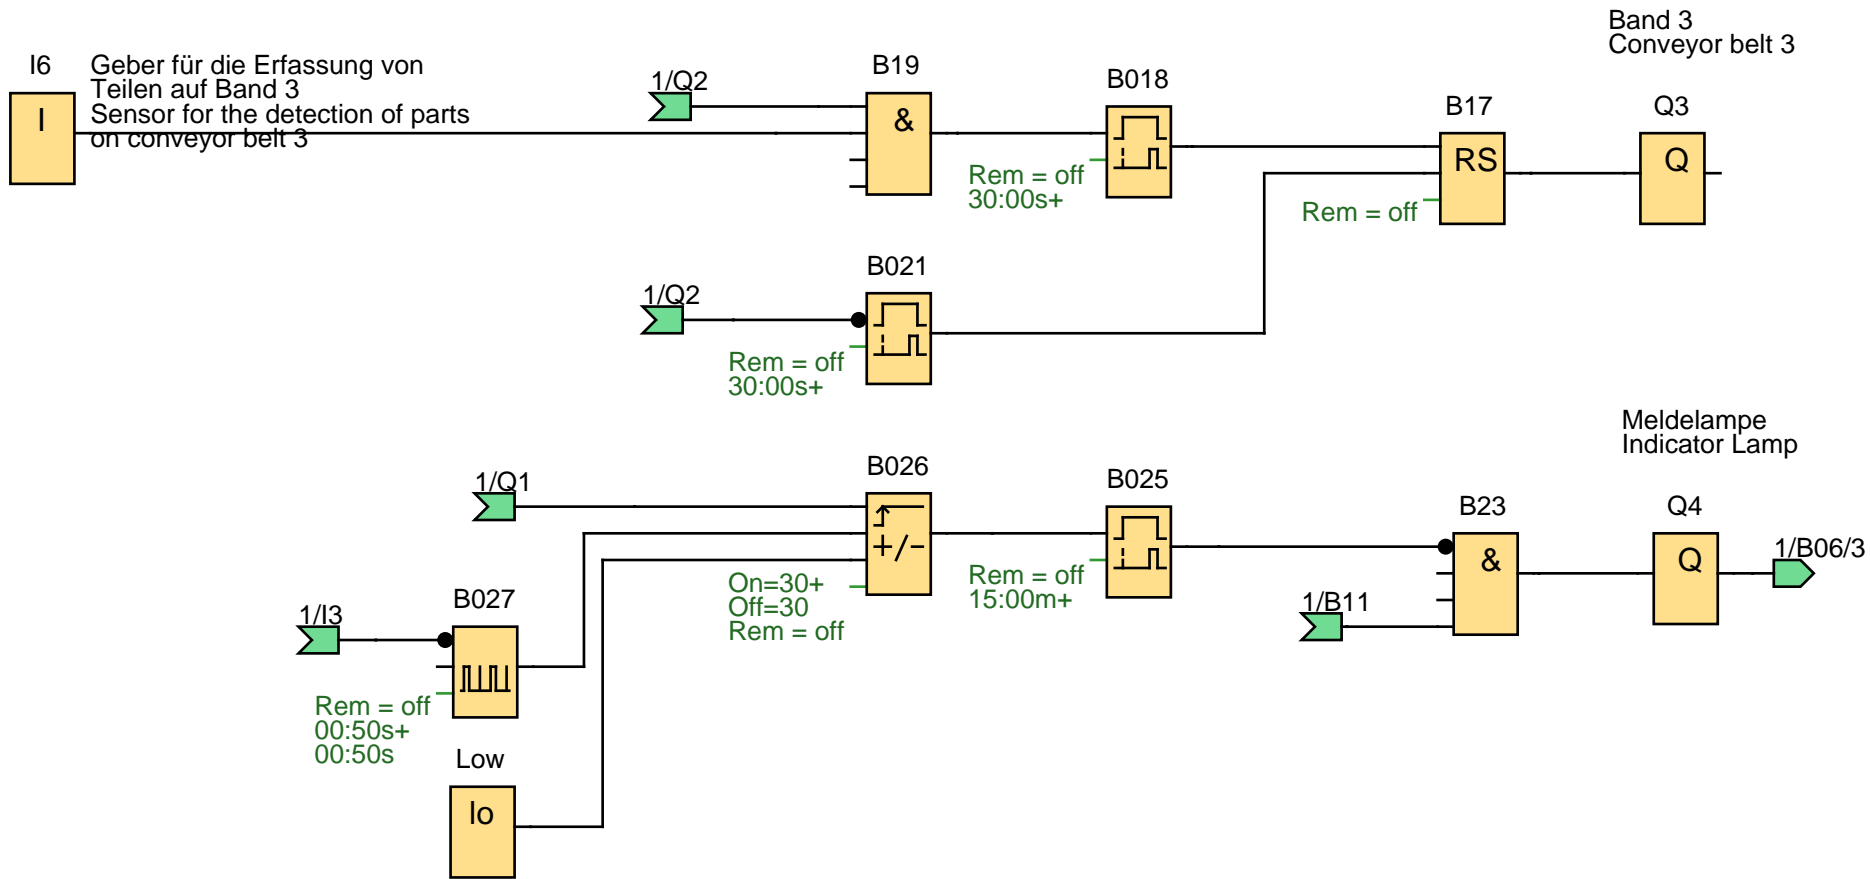 Band 3
Conveyor belt 3
I6
Geber für die Erfassung von
Teilen auf Band 3
Sensor for the detection of parts
on conveyor belt 3
I
1/Q2
B19
&
B018
Rem = off
30:00s+
B17
RS
Rem = off
Q3
Q
1/Q2
B021
Rem = off
30:00s+
Meldelampe
Indicator Lamp
1/Q1
B026
+/-
On=30+
Off=30
Rem = off
B025
Rem = off
15:00m+
B23
&
Q4
Q
1/B06/3
1/B11
1/I3
B027
Rem = off
00:50s+
00:50s
Low
lo